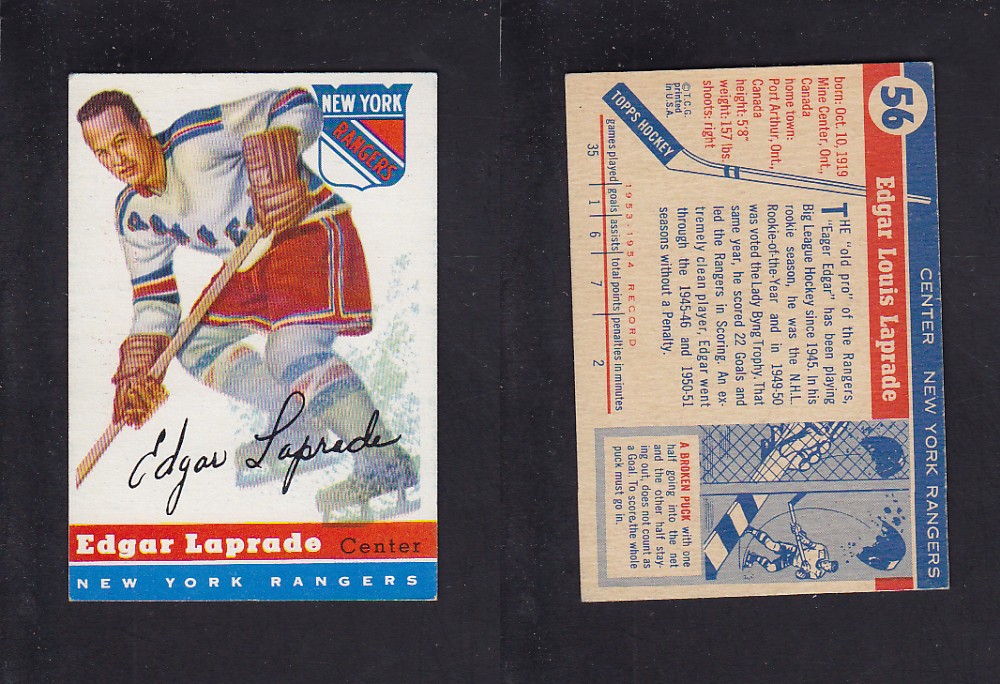 NEW YORK
RANGERS
Edgar Laprade
Edgar Laprade Center
NEW YORK RANGERS
56
CENTER NEW YORK RANGERS
Edgar Louis Laprade
born: Oct. 10, 1919
Mine Center, Ont.,
Canada
home town:
Port Arthur, Ont.,
Canada
height: 5'8"
weight: 157 lbs.
shoots: right
© T.C.G.
printed
in U.S.A.
TOPPS HOCKEY
THE "old pro" of the Rangers,
"Eager Edgar" has been playing
Big League Hockey since 1945. In his
rookie season, he was the N.H.L.
Rookie-of-the-Year and in 1949-50
was voted the Lady Byng Trophy. That
same year, he scored 22 Goals and
led the Rangers in Scoring. An ex-
tremely clean player, Edgar went
through the 1945-46 and 1950-51
seasons without a Penalty.
1953-1954 RECORD
games played goals assists total points penalties in minutes
35 1 6 7 2
A BROKEN PUCK with one
half going into the net
and the other half stay-
ing out, does not count as
a Goal. To score, the whole
puck must go in.